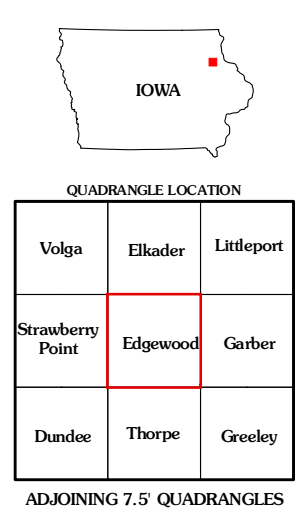 IOWA
QUADRANGLE LOCATION
Volga Elkader Littleport
Strawberry Point Edgewood Garber
Dundee Thorpe Greeley
ADJOINING 7.5' QUADRANGLES